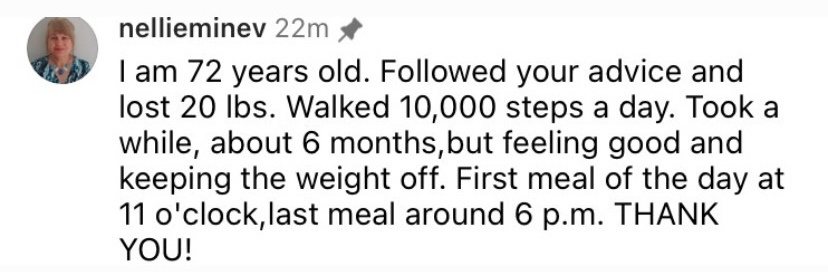 nellieminev 22m
I am 72 years old. Followed your advice and
lost 20 lbs. Walked 10,000 steps a day. Took a
while, about 6 months,but feeling good and
keeping the weight off. First meal of the day at
11 o'clock,last meal around 6 p.m. THANK
YOU!